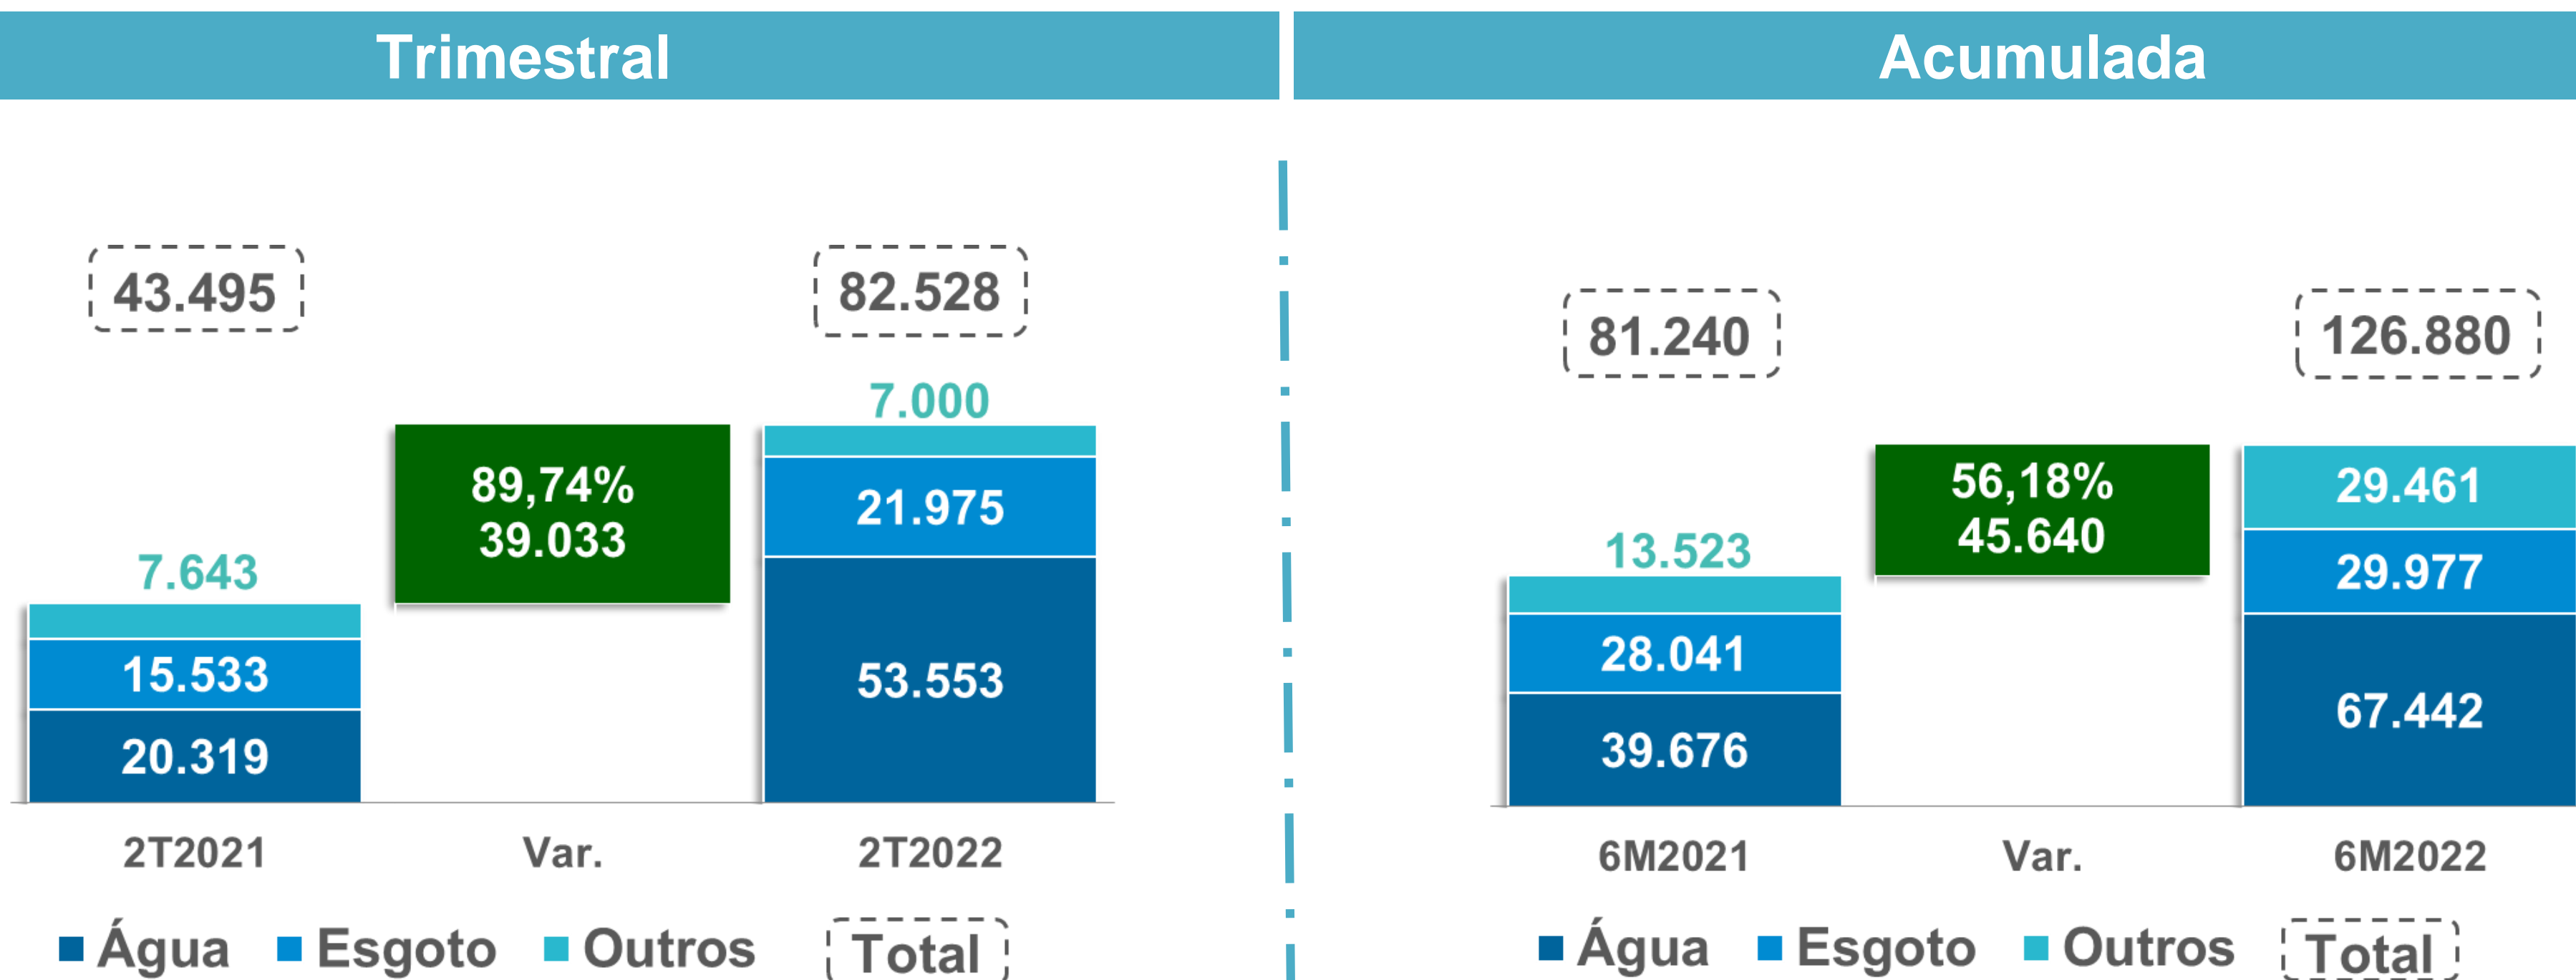 Trimestral
43.495
82.528
7.000
89,74%
39.033
21.975
7.643
15.533
53.553
20.319
2T2021
Var.
2T2022
Água
Esgoto
Outros
Total
Acumulada
81.240
126.880
56,18%
45.640
29.461
13.523
29.977
28.041
67.442
39.676
6M2021
Var.
6M2022
Água
Esgoto
Outros
Total